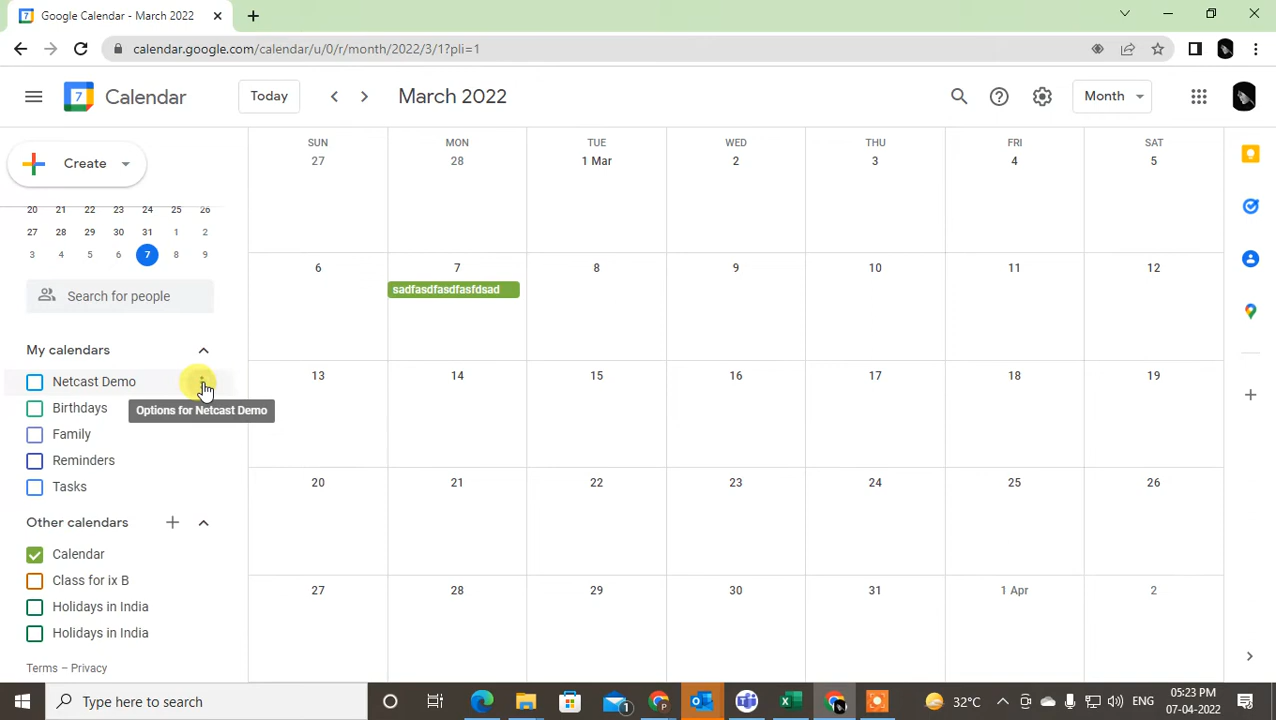 Google Calendar - March 2022
calendar.google.com/calendar/u/0/r/month/2022/3/1?pli=1
7 Calendar Today March 2022 Month
Create
20 21 22 23 24 25 26
27 28 29 30 31 1 2
3 4 5 6 7 8 9
Search for people
My calendars
Netcast Demo
Birthdays
Options for Netcast Demo
Family
Reminders
Tasks
Other calendars
Calendar
Class for ix B
Holidays in India
Holidays in India
Terms – Privacy
SUN MON TUE WED THU FRI SAT
27 28 1 Mar 2 3 4 5
6 7 8 9 10 11 12
sadfasdfasdfasfdsad
13 14 15 16 17 18 19
20 21 22 23 24 25 26
27 28 29 30 31 1 Apr 2
Type here to search
1
P
32°C
ENG
05:23 PM
07-04-2022